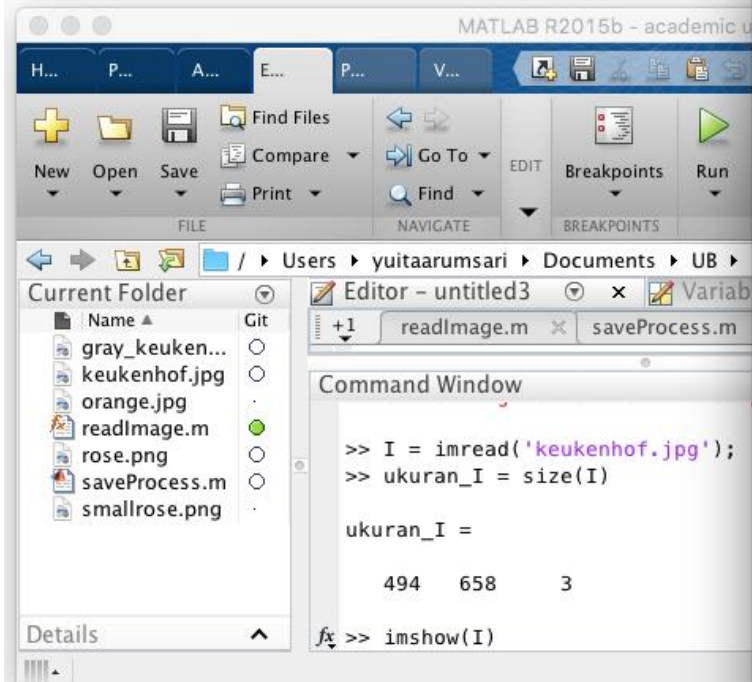 MATLAB R2015b - academic u
H... P... A... E... P... V...
New Open Save
Find Files
Compare
Print
FILE
Go To
Find
NAVIGATE
EDIT
Breakpoints
BREAKPOINTS
Run
/ Users yuitaarumsari Documents UB
Current Folder
Name Git
gray_keuken...
keukenhof.jpg
orange.jpg
readImage.m
rose.png
saveProcess.m
smallrose.png
Details
Editor – untitled3 Variab
+1 readImage.m saveProcess.m
Command Window
>> I = imread('keukenhof.jpg');
>> ukuran_I = size(I)
ukuran_I =
494 658 3
fx >> imshow(I)